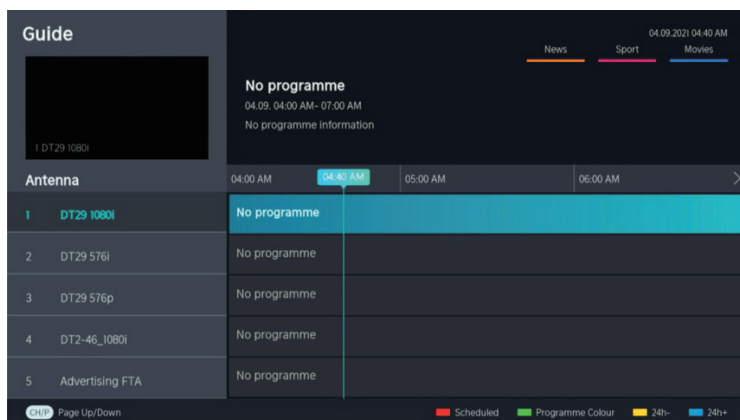 Guide
04.09.2021 04:40 AM
News Sport Movies
No programme
04.09. 04:00 AM- 07:00 AM
No programme information
1 DT29 1080i
Antenna
04:00 AM 04:40 AM 05:00 AM 06:00 AM
1 DT29 1080i No programme
2 DT29 576i No programme
3 DT29 576p No programme
4 DT2-46_1080i No programme
5 Advertising FTA No programme
CH/P Page Up/Down Scheduled Programme Colour 24h- 24h+